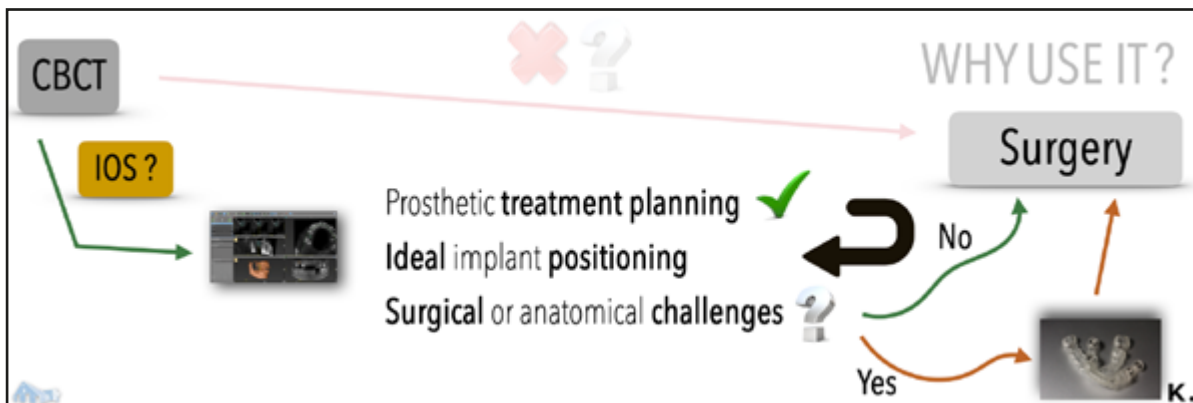 WHY USE IT ?
CBCT
IOS ?
Surgery
Prosthetic treatment planning
Ideal implant positioning
Surgical or anatomical challenges
No
Yes
K.